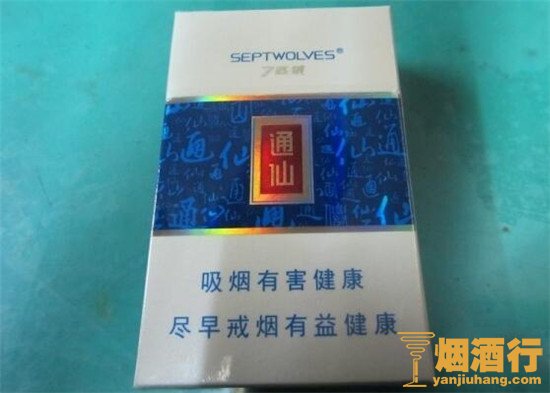 SEPTWOLVES®
七匹狼
通仙
吸烟有害健康
尽早戒烟有益健康
烟酒行
yanjiuhang.com